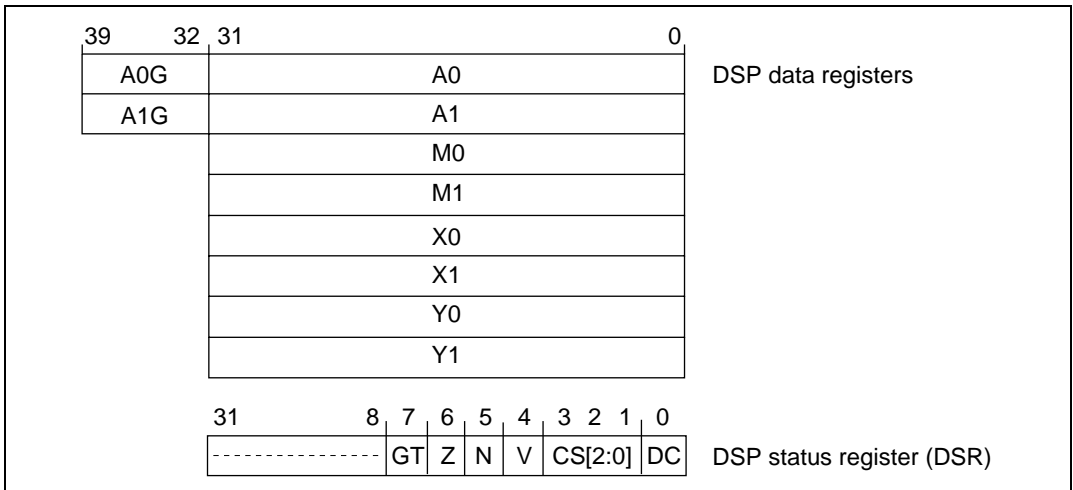 39 32 31 0
A0G A0 DSP data registers
A1G A1
M0
M1
X0
X1
Y0
Y1
31 8 7 6 5 4 3 2 1 0
GT Z N V CS[2:0] DC DSP status register (DSR)